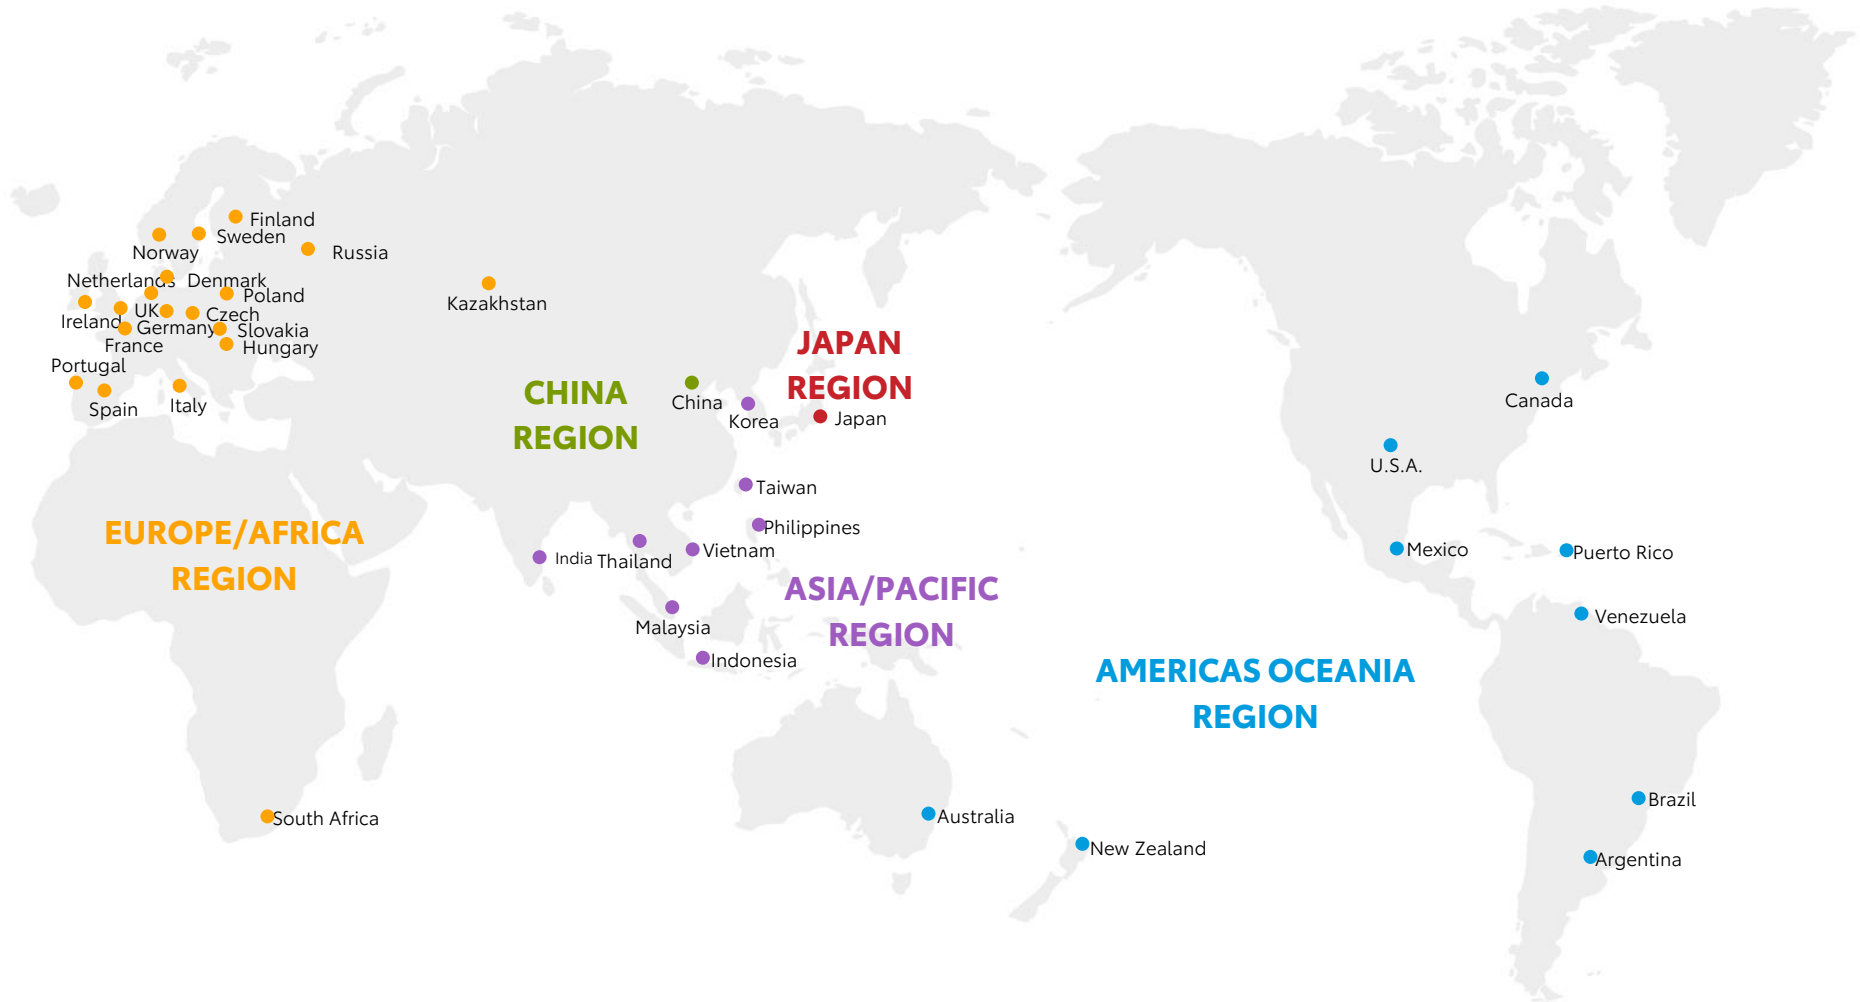 Finland
Sweden
Norway
Russia
Netherlands
Denmark
Poland
Kazakhstan
UK
Czech
Ireland
Germany
Slovakia
France
Hungary
Portugal
Spain
Italy
EUROPE/AFRICA
REGION
South Africa
CHINA
REGION
China
JAPAN
REGION
Japan
Korea
Taiwan
Philippines
Vietnam
India
Thailand
Malaysia
Indonesia
ASIA/PACIFIC
REGION
AMERICAS OCEANIA
REGION
Canada
U.S.A.
Mexico
Puerto Rico
Venezuela
Brazil
Argentina
Australia
New Zealand